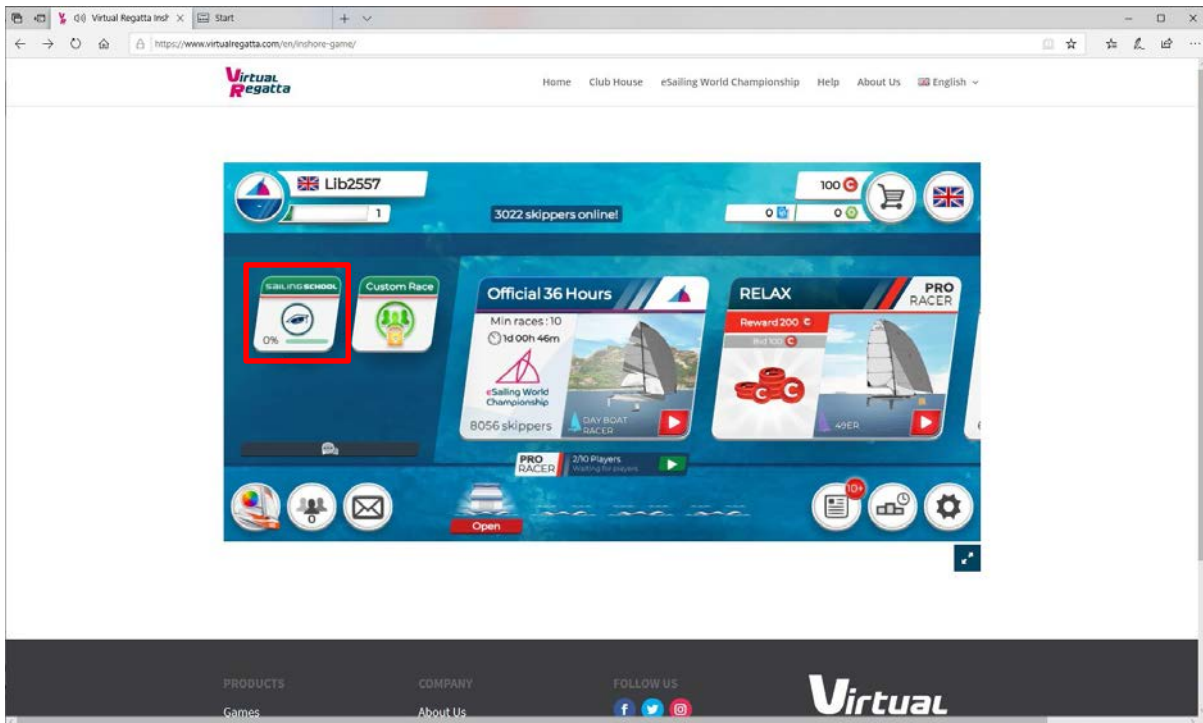 Virtual Regatta Insh
Start
https://www.virtualregatta.com/en/inshore-game/
Virtual Regatta
Home Club House eSailing World Championship Help About Us English
Lib2557
1
3022 skippers online!
100 C
0 0
SAILING SCHOOL
0%
Custom Race
Official 36 Hours
Min races : 10
1d 00h 46m
eSailing World
Championship
8056 skippers
DAY BOAT
RACER
RELAX
PRO
RACER
Reward 200 C
Bid 100 C
C C
49ER
PRO
RACER
2/10 Players
Waiting for players
0
Open
10+
PRODUCTS
Games
COMPANY
About Us
FOLLOW US
Virtual